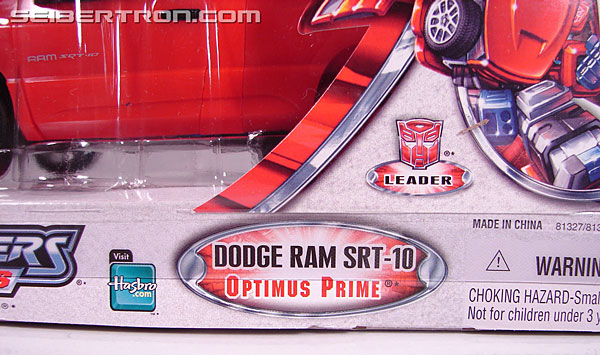 SEIBERTRON.COM
RAM SRT-10
LEADER
MADE IN CHINA 81327/813
DODGE RAM SRT-10
OPTIMUS PRIME
Visit
Hasbro
.com
WARNIN
CHOKING HAZARD-Smal
Not for children under 3 y